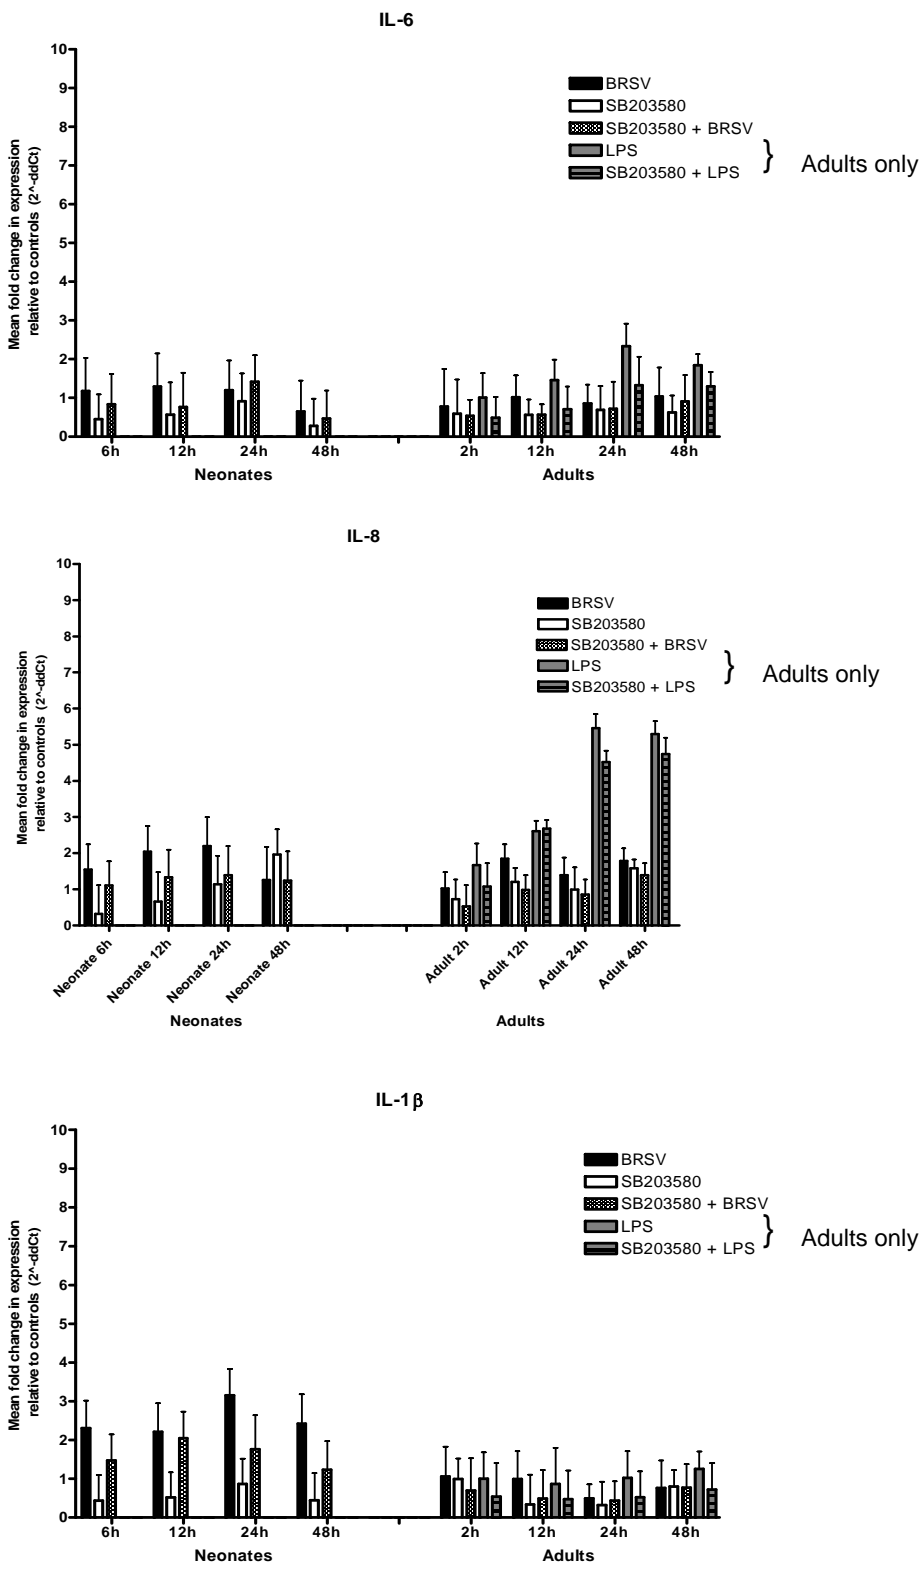 IL-6
Mean fold change in expression
relative to controls (2^-ddCt)
10
9
8
7
6
5
4
3
2
1
0
BRSV
SB203580
SB203580 + BRSV
LPS
SB203580 + LPS
} Adults only
6h 12h 24h 48h 2h 12h 24h 48h
Neonates Adults
IL-8
Mean fold change in expression
relative to controls (2^-ddCt)
10
9
8
7
6
5
4
3
2
1
0
BRSV
SB203580
SB203580 + BRSV
LPS
SB203580 + LPS
} Adults only
Neonate 6h Neonate 12h Neonate 24h Neonate 48h Adult 2h Adult 12h Adult 24h Adult 48h
Neonates Adults
IL-1β
Mean fold change in expression
relative to controls (2^-ddCt)
10
9
8
7
6
5
4
3
2
1
0
BRSV
SB203580
SB203580 + BRSV
LPS
SB203580 + LPS
} Adults only
6h 12h 24h 48h 2h 12h 24h 48h
Neonates Adults